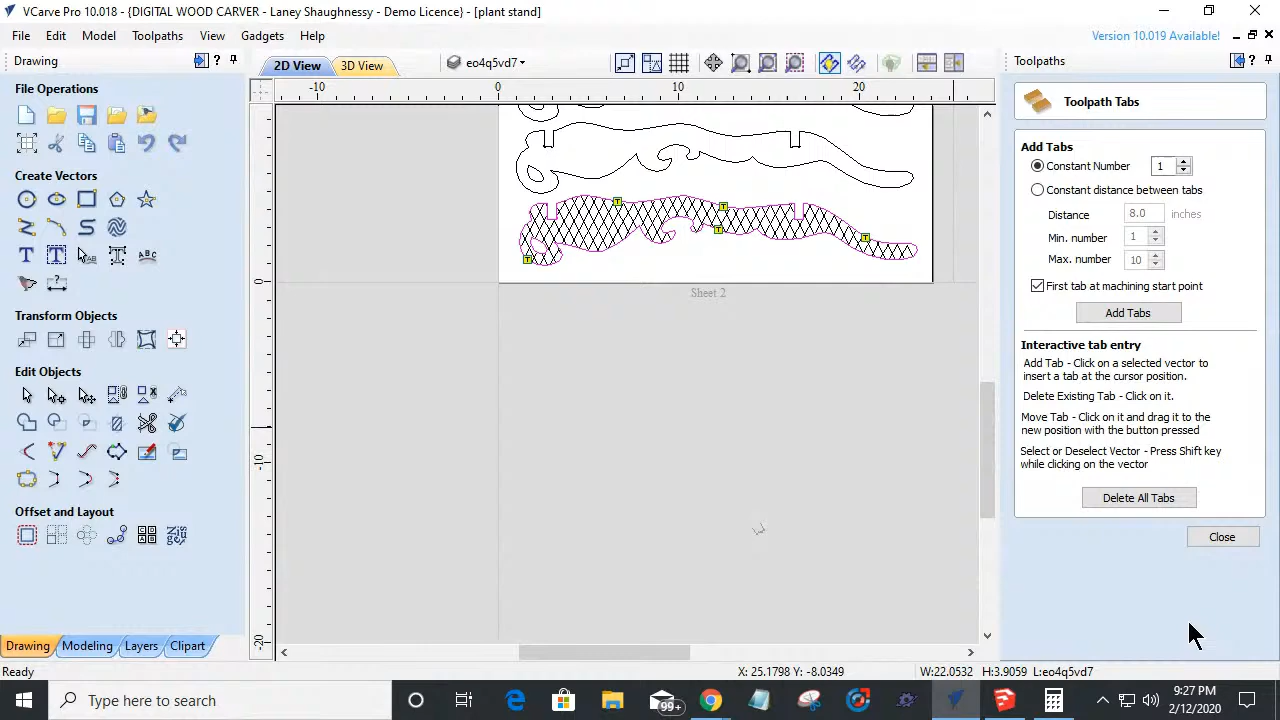 VCarve Pro 10.018 - {DIGITAL WOOD CARVER - Laney Shaughnessy - Demo Licence} - [plant stand]
File Edit Model Toolpaths View Gadgets Help
Version 10.019 Available!
Drawing
?
2D View
3D View
eo4q5vd7
Toolpaths
?
File Operations
-10
0
10
20
Toolpath Tabs
Create Vectors
Add Tabs
Constant Number 1
Constant distance between tabs
Distance 8.0 inches
Min. number 1
Max. number 10
First tab at machining start point
Add Tabs
T
T
T
T
T
0
Sheet 2
Transform Objects
Interactive tab entry
Add Tab - Click on a selected vector to
insert a tab at the cursor position.
Delete Existing Tab - Click on it.
Move Tab - Click on it and drag it to the
new position with the button pressed
Select or Deselect Vector - Press Shift key
while clicking on the vector
Delete All Tabs
Close
Edit Objects
-10
Offset and Layout
-20
Drawing
Modeling
Layers
Clipart
Ready
X: 25.1798 Y: -8.0349
W:22.0532 H:3.9059 L:eo4q5vd7
Type here to search
99+
9:27 PM
2/12/2020